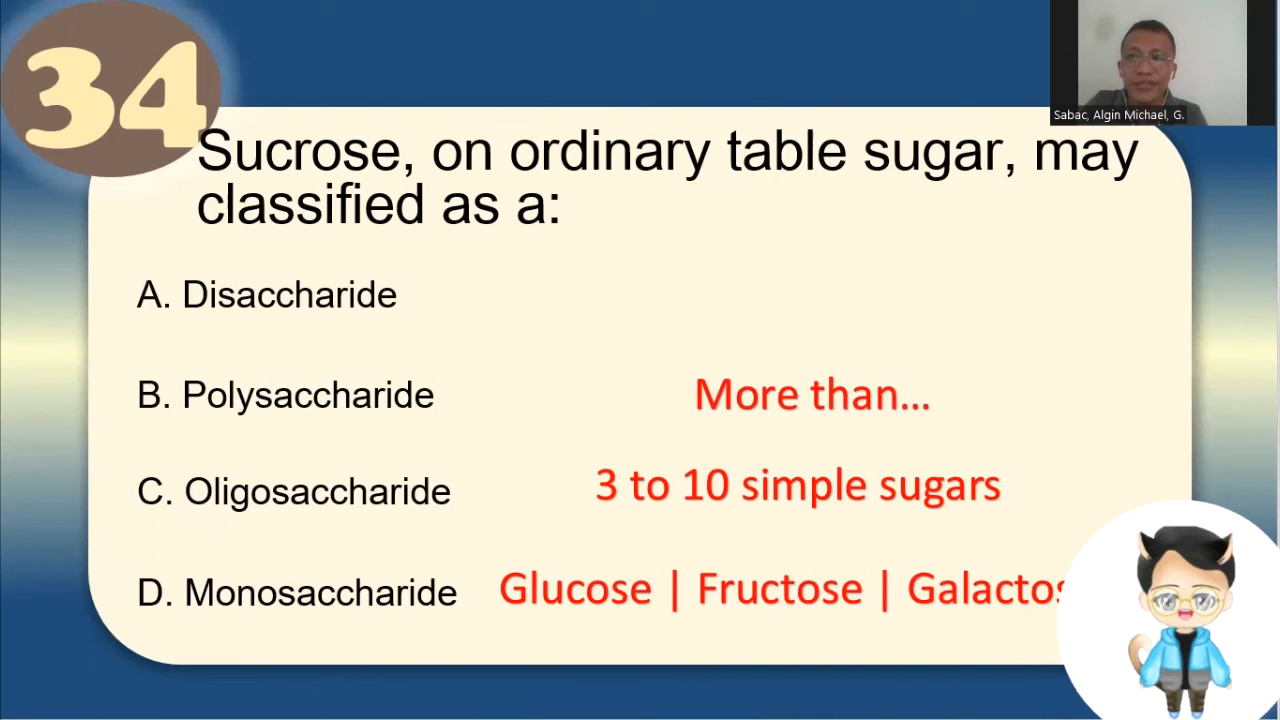 34
Sabac, Algin Michael, G.
Sucrose, on ordinary table sugar, may
classified as a:
A. Disaccharide
B. Polysaccharide
More than...
C. Oligosaccharide
3 to 10 simple sugars
D. Monosaccharide
Glucose | Fructose | Galactos